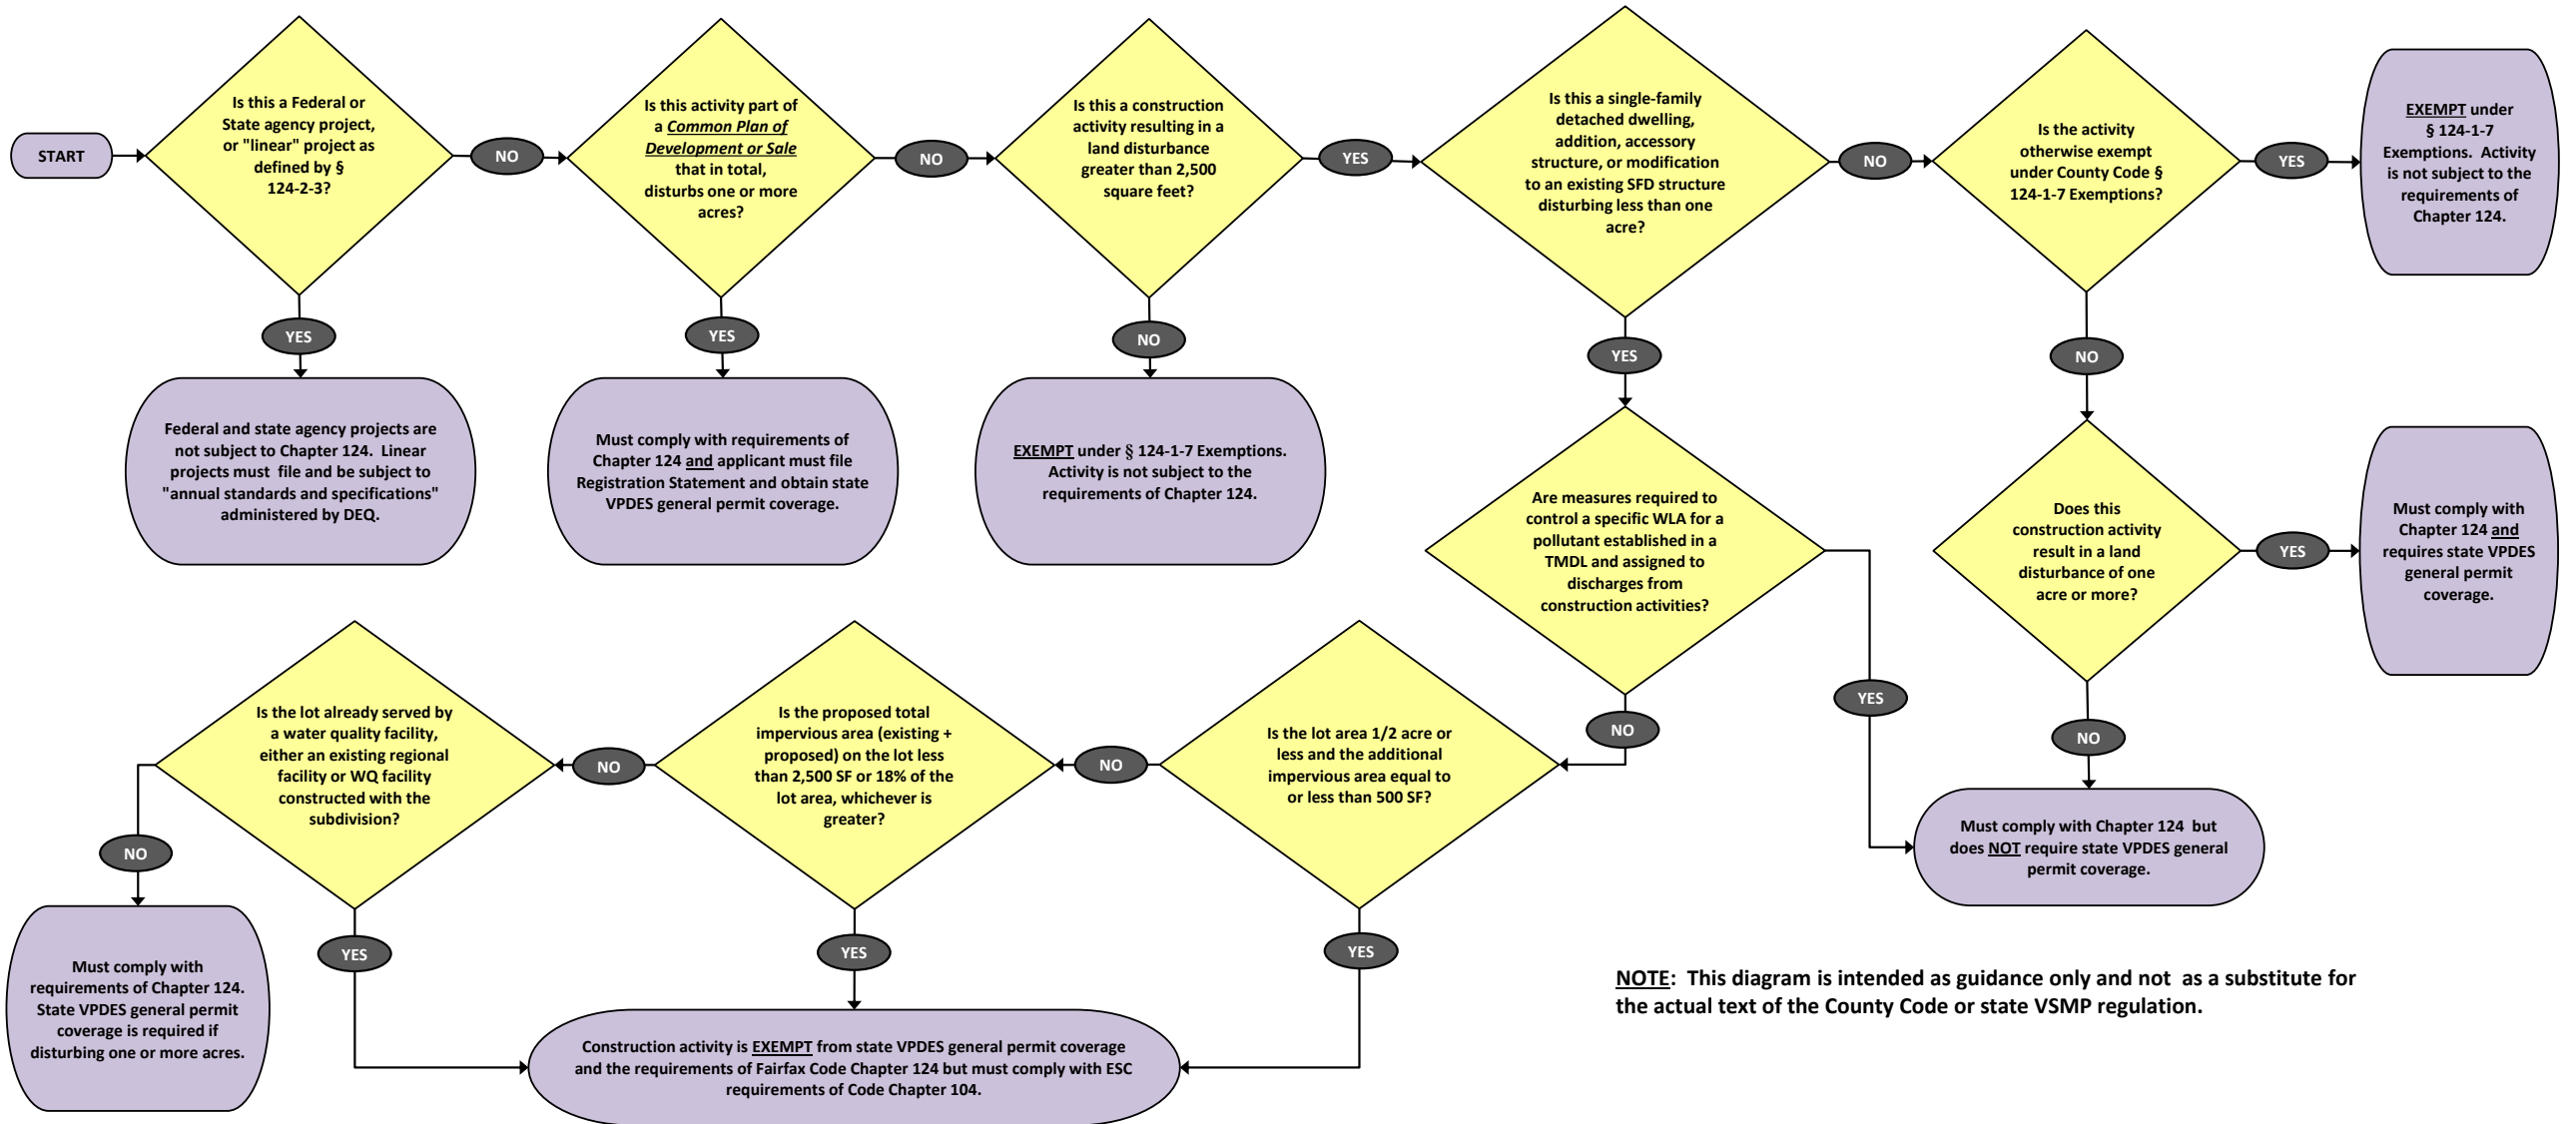 START
Is this a Federal or
State agency project,
or "linear" project as
defined by §
124-2-3?
NO
Is this activity part of
a Common Plan of
Development or Sale
that in total,
disturbs one or more
acres?
NO
Is this a construction
activity resulting in a
land disturbance
greater than 2,500
square feet?
YES
Is this a single-family
detached dwelling,
addition, accessory
structure, or modification
to an existing SFD structure
disturbing less than one
acre?
NO
Is the activity
otherwise exempt
under County Code §
124-1-7 Exemptions?
YES
EXEMPT under
§ 124-1-7
Exemptions.  Activity
is not subject to the
requirements of
Chapter 124.
YES
YES
NO
YES
NO
Federal and state agency projects are
not subject to Chapter 124.  Linear
projects must  file and be subject to
"annual standards and specifications"
administered by DEQ.
Must comply with requirements of
Chapter 124 and applicant must file
Registration Statement and obtain state
VPDES general permit coverage.
EXEMPT under § 124-1-7 Exemptions.
Activity is not subject to the
requirements of Chapter 124.
Are measures required to
control a specific WLA for a
pollutant established in a
TMDL and assigned to
discharges from
construction activities?
Does this
construction activity
result in a land
disturbance of one
acre or more?
YES
Must comply with
Chapter 124 and
requires state VPDES
general permit
coverage.
YES
NO
NO
Is the lot area 1/2 acre or
less and the additional
impervious area equal to
or less than 500 SF?
NO
Is the proposed total
impervious area (existing +
proposed) on the lot less
than 2,500 SF or 18% of the
lot area, whichever is
greater?
NO
Is the lot already served by
a water quality facility,
either an existing regional
facility or WQ facility
constructed with the
subdivision?
NO
Must comply with Chapter 124  but
does NOT require state VPDES general
permit coverage.
YES
YES
YES
Must comply with
requirements of Chapter 124.
State VPDES general permit
coverage is required if
disturbing one or more acres.
Construction activity is EXEMPT from state VPDES general permit coverage
and the requirements of Fairfax Code Chapter 124 but must comply with ESC
requirements of Code Chapter 104.
NOTE:  This diagram is intended as guidance only and not  as a substitute for
the actual text of the County Code or state VSMP regulation.